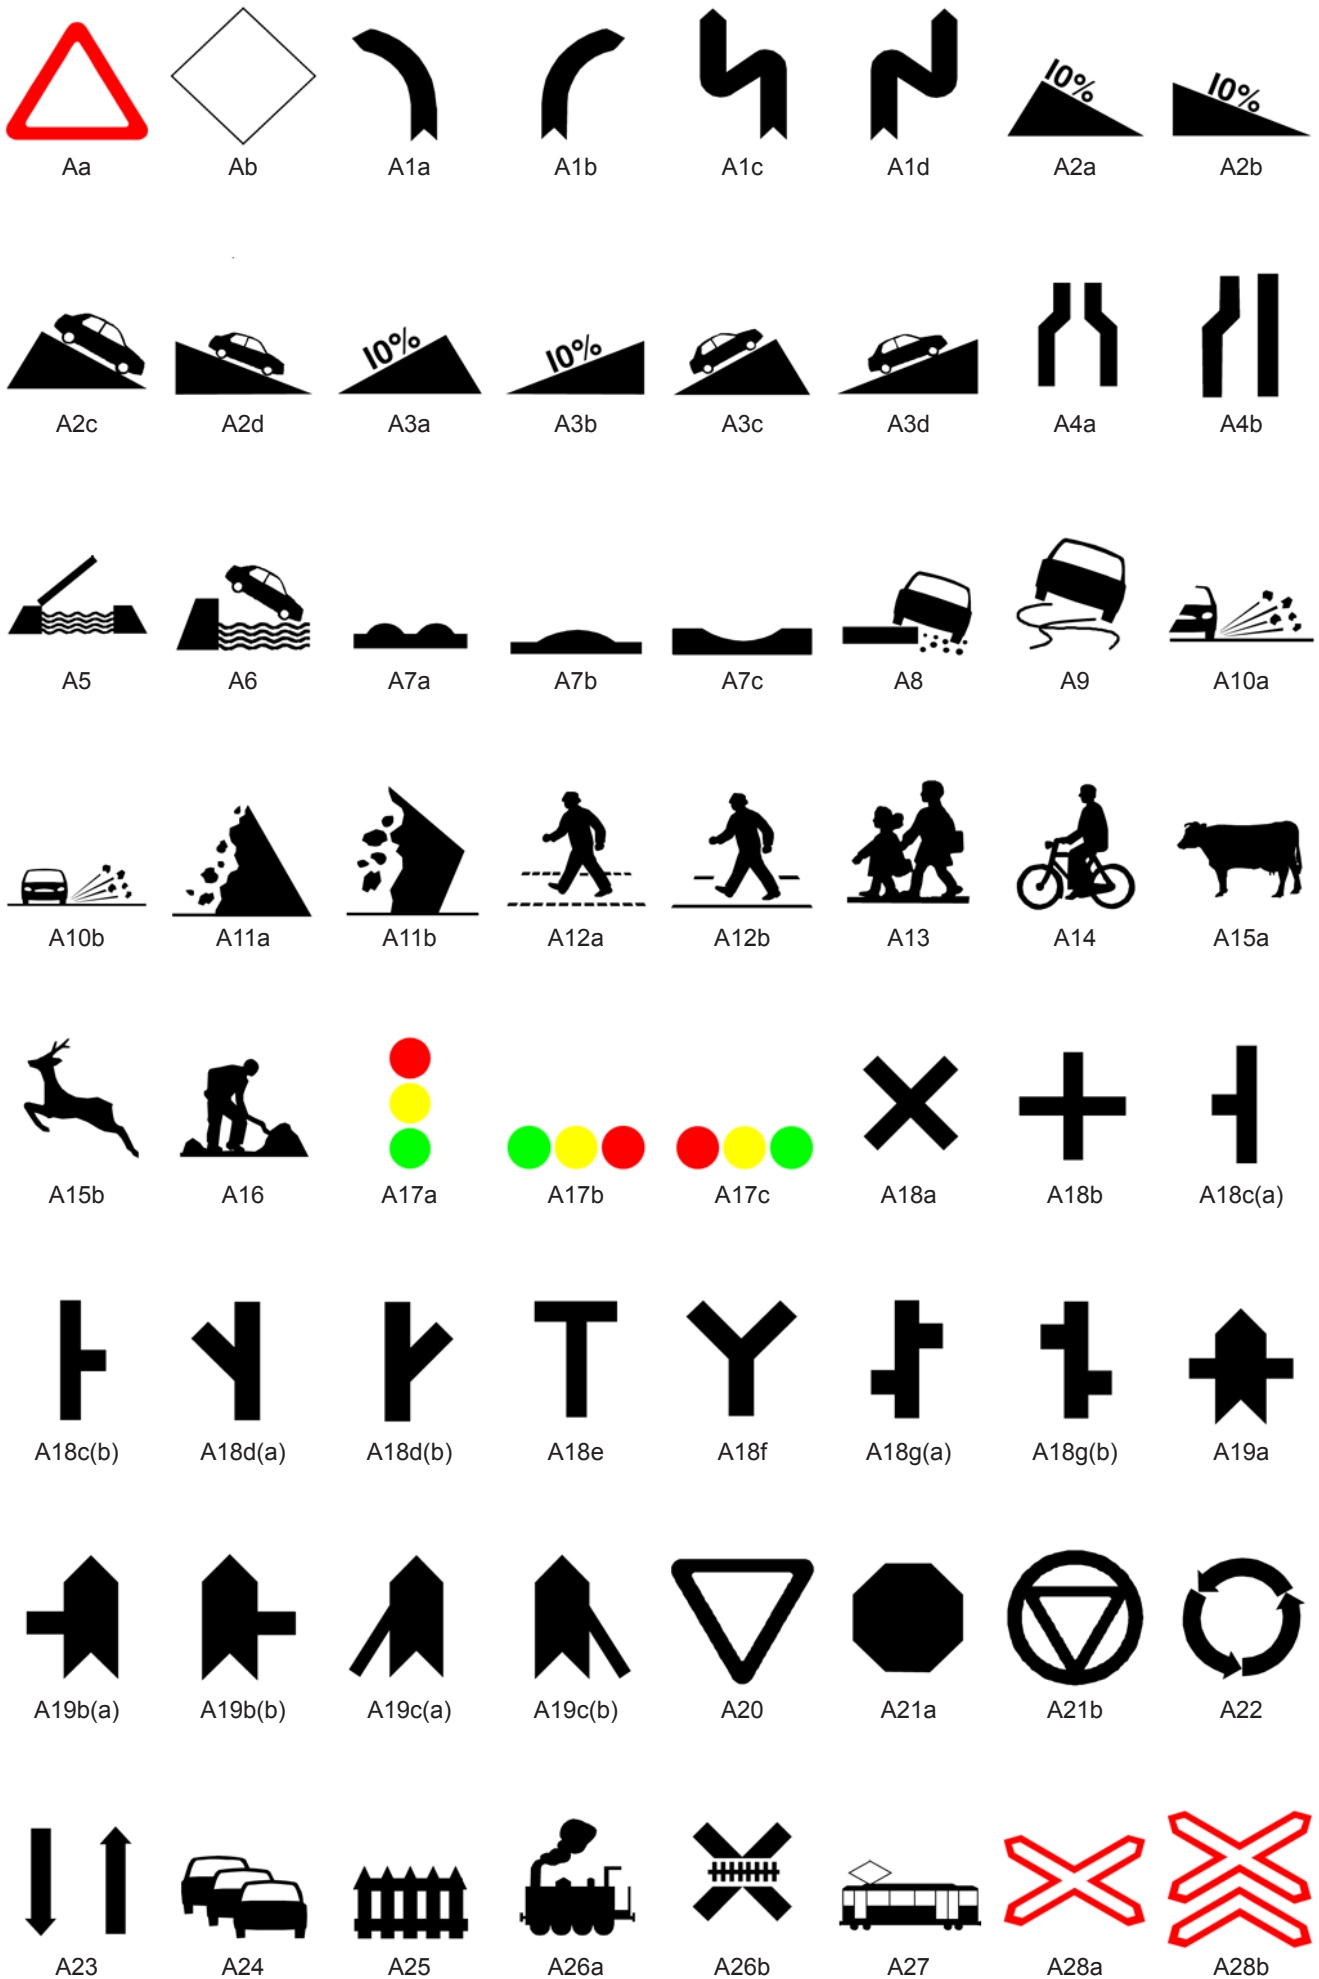 10%
10%
Aa Ab A1a A1b A1c A1d A2a A2b
10%
10%
A2c A2d A3a A3b A3c A3d A4a A4b
A5 A6 A7a A7b A7c A8 A9 A10a
A10b A11a A11b A12a A12b A13 A14 A15a
A15b A16 A17a A17b A17c A18a A18b A18c(a)
A18c(b) A18d(a) A18d(b) A18e A18f A18g(a) A18g(b) A19a
A19b(a) A19b(b) A19c(a) A19c(b) A20 A21a A21b A22
A23 A24 A25 A26a A26b A27 A28a A28b